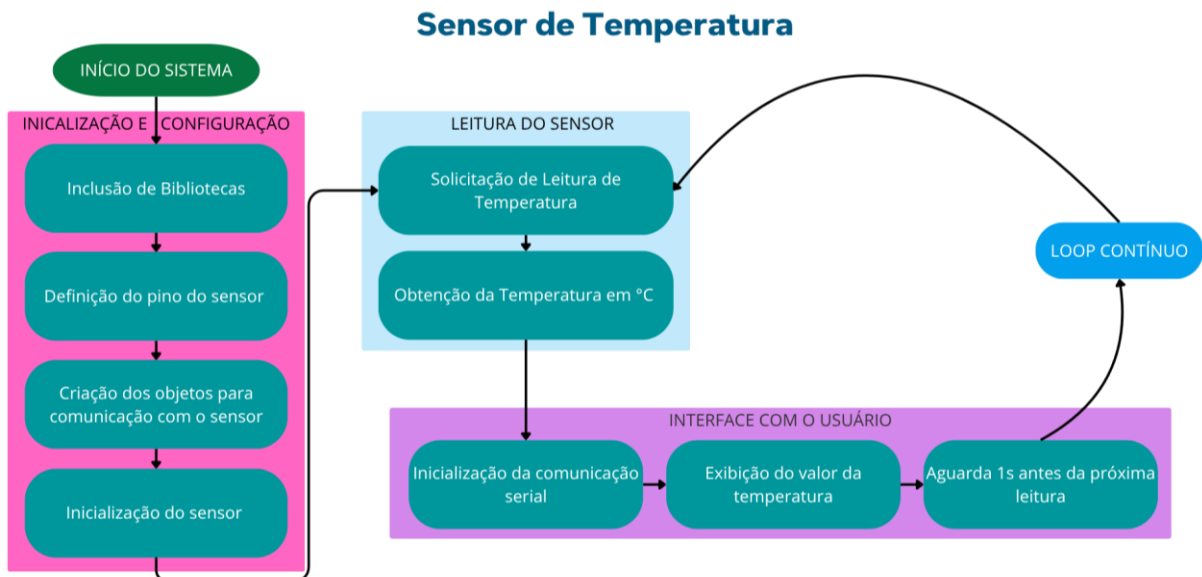 Sensor de Temperatura
INÍCIO DO SISTEMA
INICALIZAÇÃO E CONFIGURAÇÃO
Inclusão de Bibliotecas
Definição do pino do sensor
Criação dos objetos para
comunicação com o sensor
Inicialização do sensor
LEITURA DO SENSOR
Solicitação de Leitura de
Temperatura
Obtenção da Temperatura em °C
INTERFACE COM O USUÁRIO
Inicialização da comunicação
serial
Exibição do valor da
temperatura
Aguarda 1s antes da próxima
leitura
LOOP CONTÍNUO